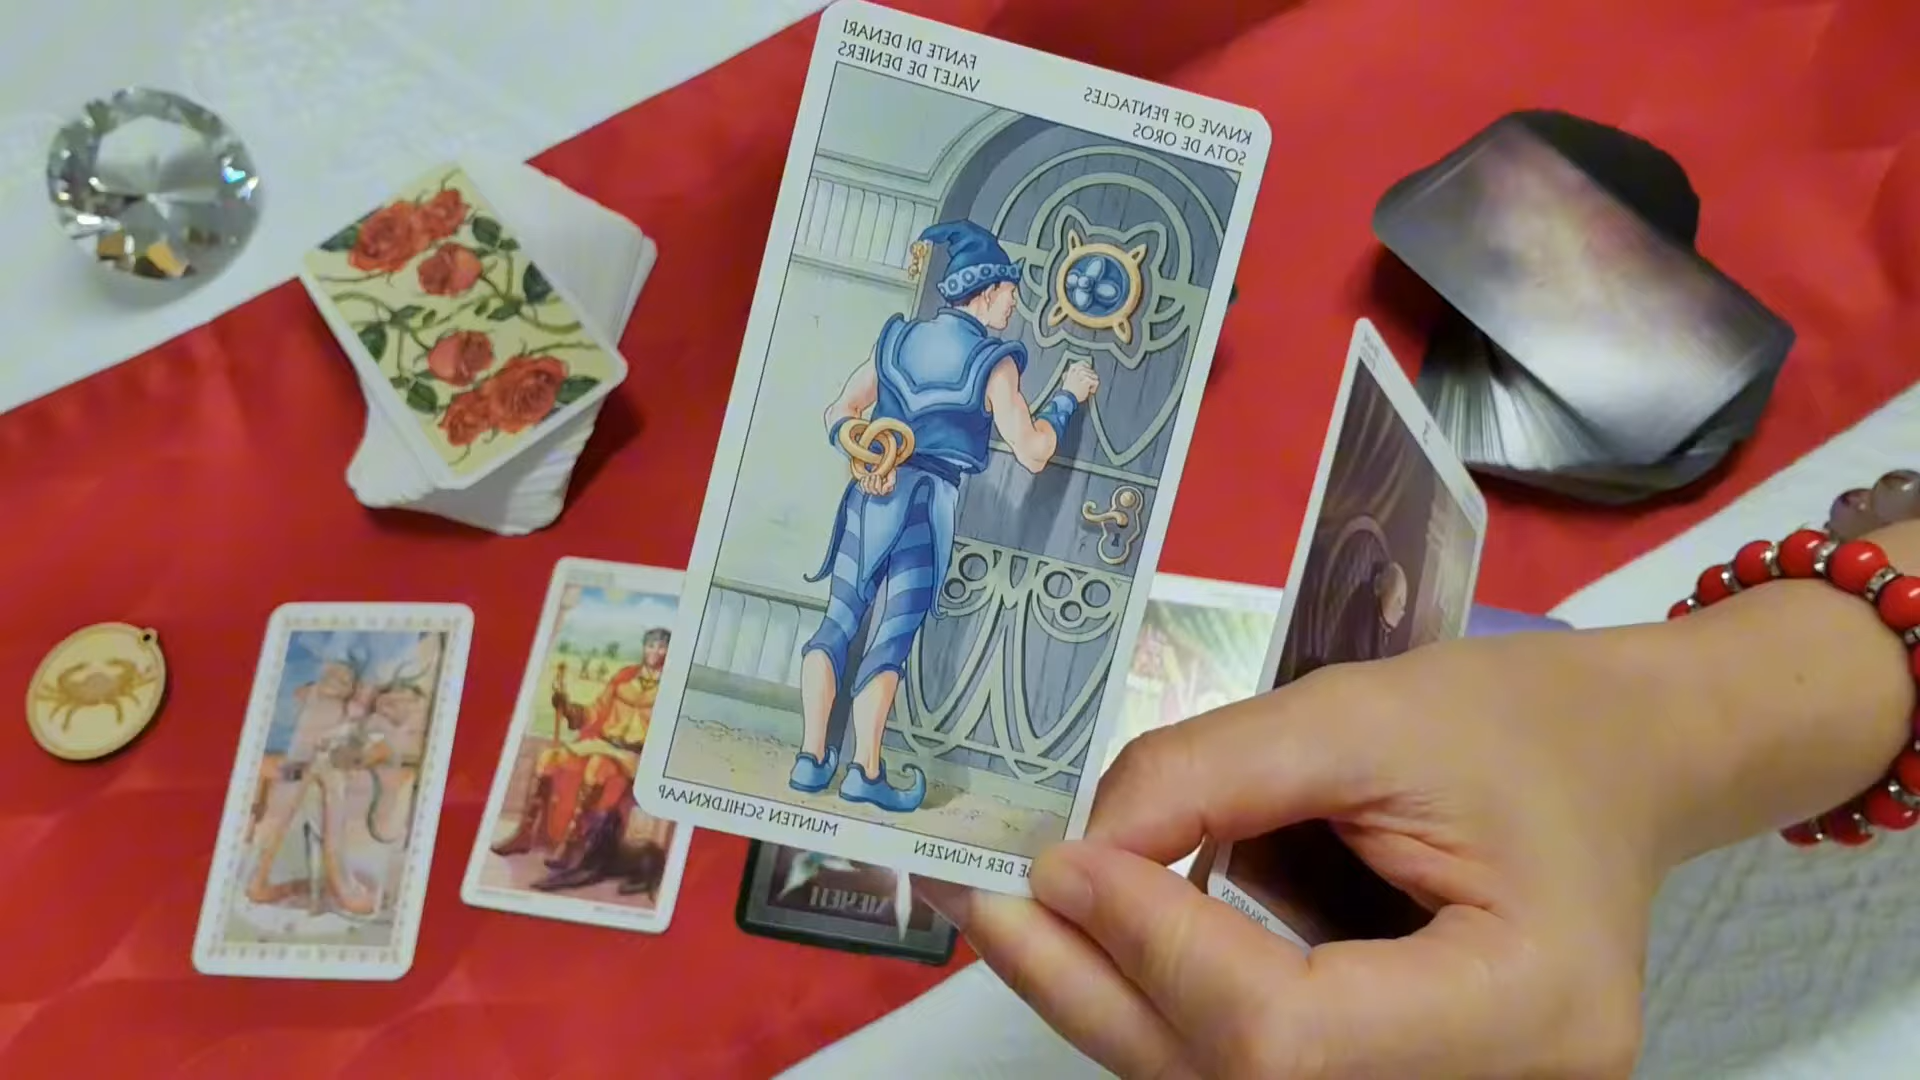 FANTE DI DENARI
VALET DE DENIERS
KNAVE OF PENTACLES
SOTA DE OROS
MUNTEN SCHILDKNAAP
DER MÜNZEN